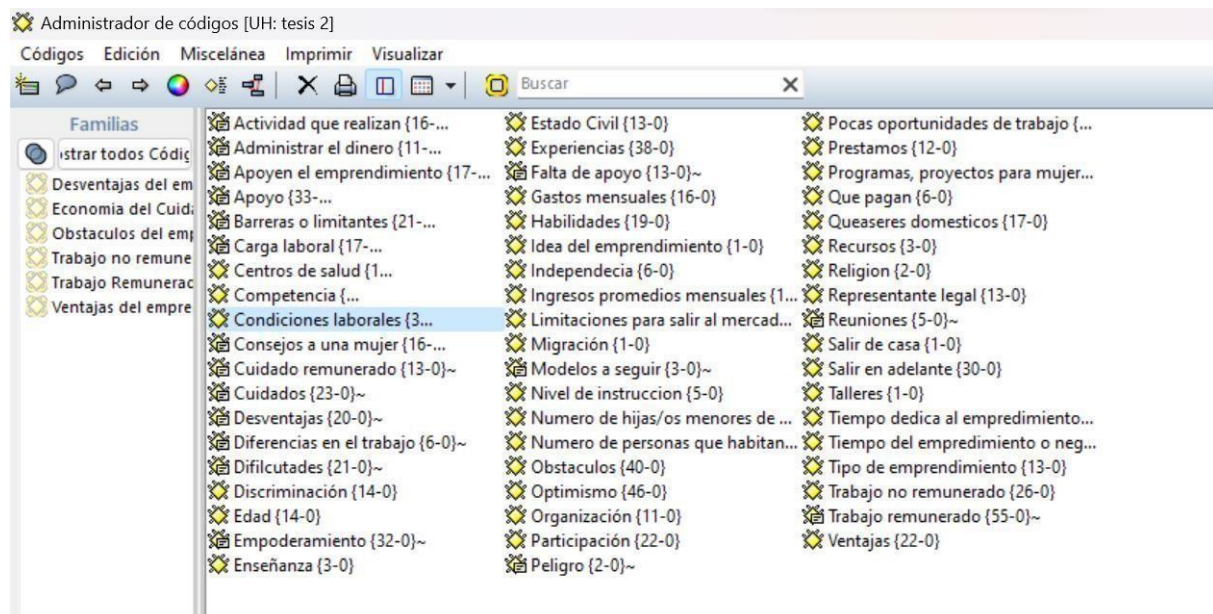 Administrador de códigos [UH: tesis 2]
Códigos Edición Miscelánea Imprimir Visualizar
Buscar
Familias
strar todos Códig
Desventajas del em
Economia del Cuid
Obstaculos del emp
Trabajo no remune
Trabajo Remunerac
Ventajas del empre
Actividad que realizan {16-...
Administrar el dinero {11-...
Apoyen el emprendimiento {17-...
Apoyo {33-...
Barreras o limitantes {21-...
Carga laboral {17-...
Centros de salud {1...
Competencia {...
Condiciones laborales {3...
Consejos a una mujer {16-...
Cuidado remunerado {13-0}~
Cuidados {23-0}~
Desventajas {20-0}~
Diferencias en el trabajo {6-0}~
Difilcutades {21-0}~
Discriminación {14-0}
Edad {14-0}
Empoderamiento {32-0}~
Enseñanza {3-0}
Estado Civil {13-0}
Experiencias {38-0}
Falta de apoyo {13-0}~
Gastos mensuales {16-0}
Habilidades {19-0}
Idea del emprendimiento {1-0}
Independecia {6-0}
Ingresos promedios mensuales {1...
Limitaciones para salir al mercad...
Migración {1-0}
Modelos a seguir {3-0}~
Nivel de instruccion {5-0}
Numero de hijas/os menores de ...
Numero de personas que habitan...
Obstaculos {40-0}
Optimismo {46-0}
Organización {11-0}
Participación {22-0}
Peligro {2-0}~
Pocas oportunidades de trabajo {...
Prestamos {12-0}
Programas, proyectos para mujer...
Que pagan {6-0}
Queaseres domesticos {17-0}
Recursos {3-0}
Religion {2-0}
Representante legal {13-0}
Reuniones {5-0}~
Salir de casa {1-0}
Salir en adelante {30-0}
Talleres {1-0}
Tiempo dedica al empredimiento...
Tiempo del empredimiento o neg...
Tipo de emprendimiento {13-0}
Trabajo no remunerado {26-0}
Trabajo remunerado {55-0}~
Ventajas {22-0}